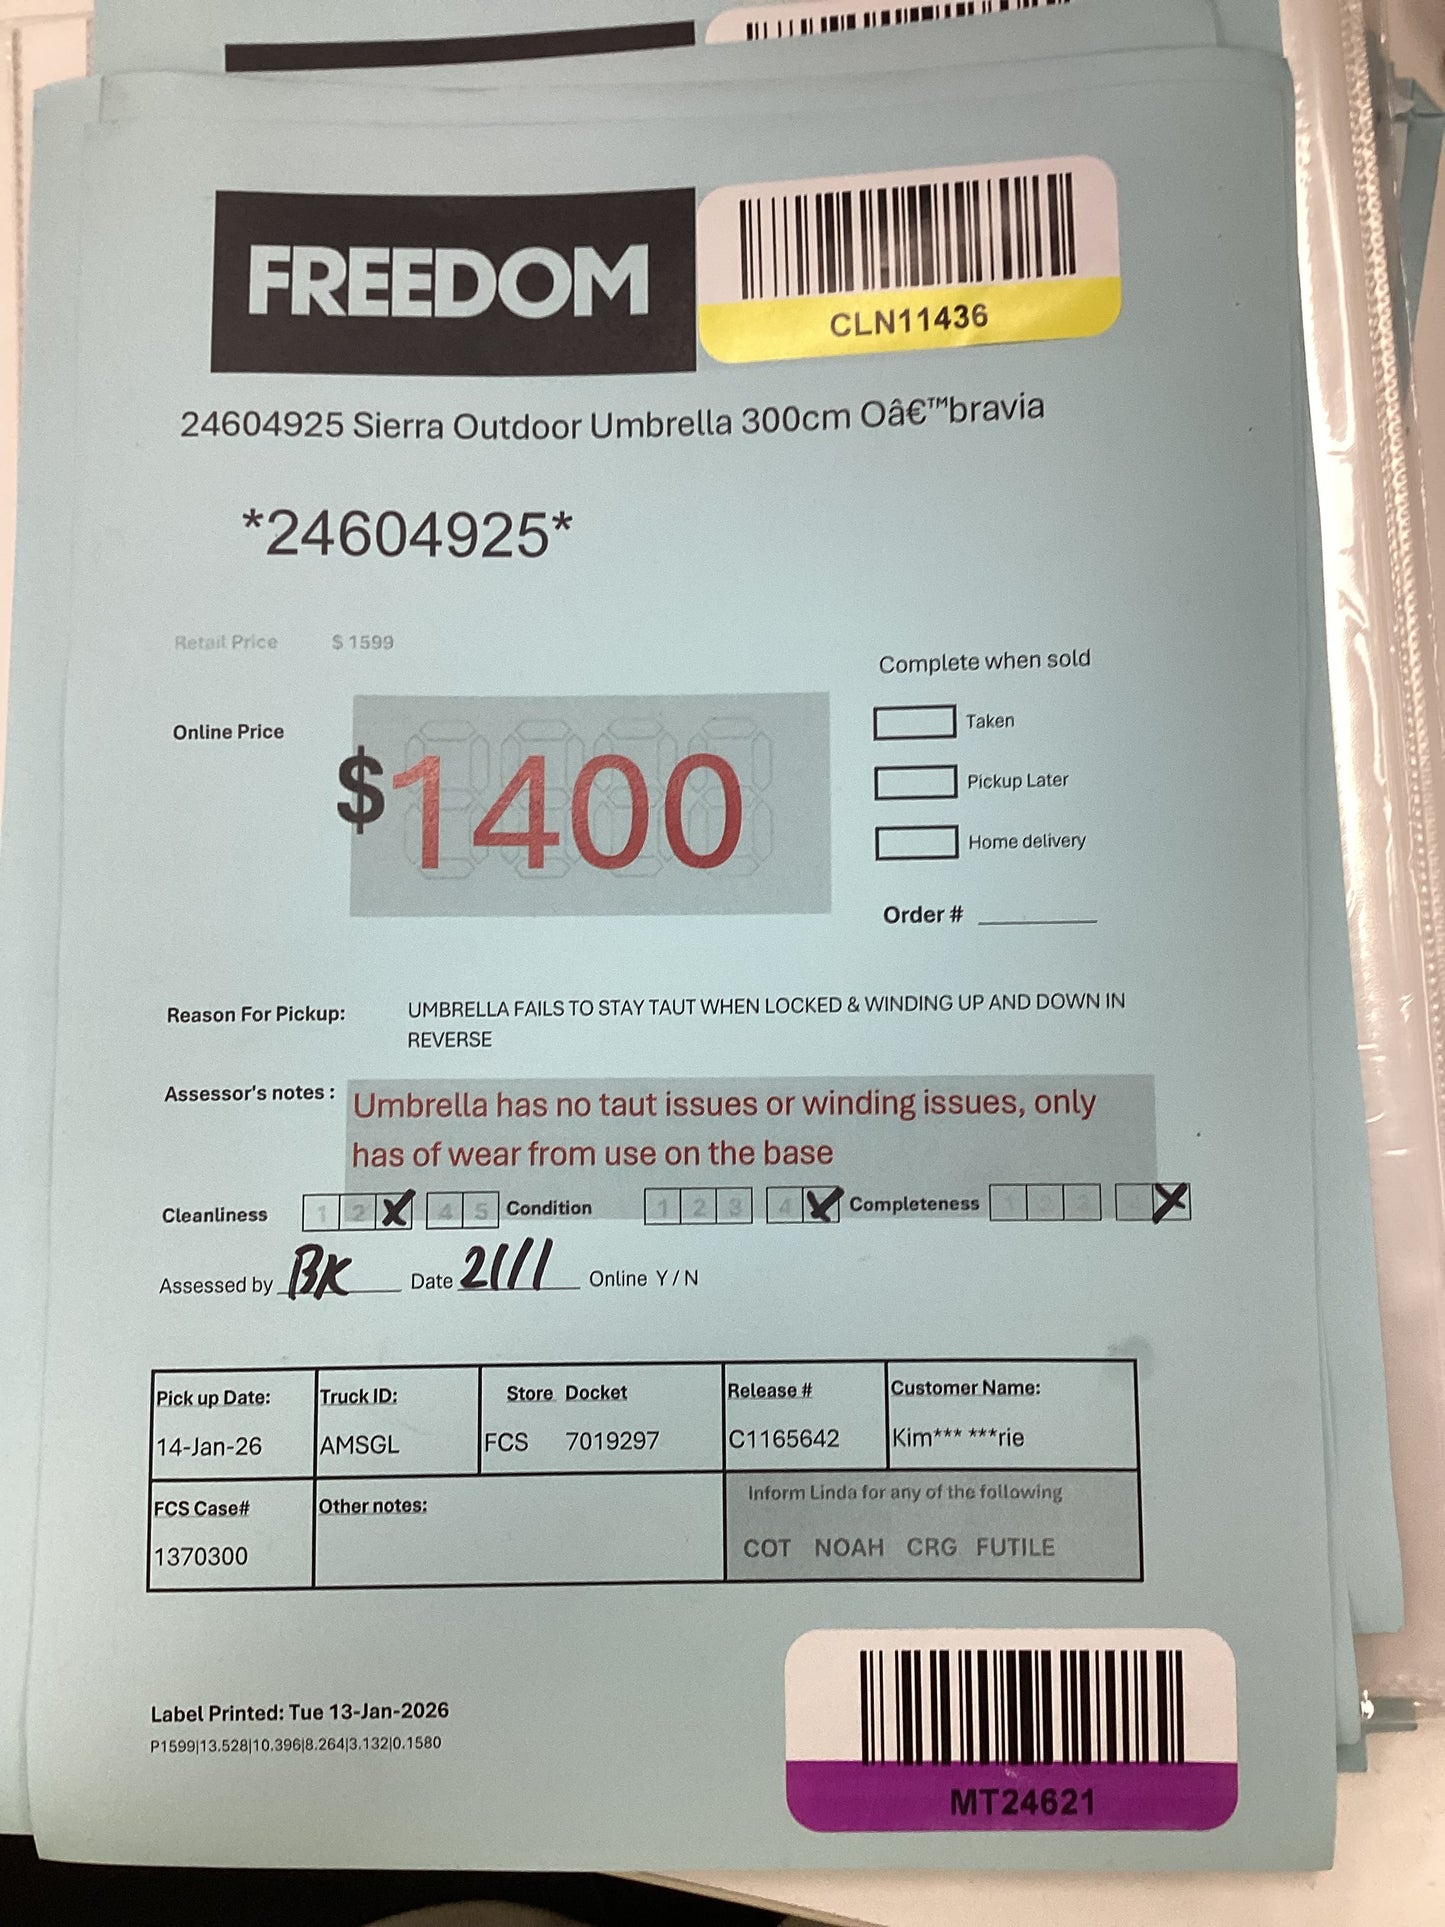 FREEDOM
CLN11436
24604925 Sierra Outdoor Umbrella 300cm Oâ€™bravia
*24604925*
Retail Price $ 1599
Complete when sold
Online Price
$1400
Taken
Pickup Later
Home delivery
Order #
Reason For Pickup: UMBRELLA FAILS TO STAY TAUT WHEN LOCKED & WINDING UP AND DOWN IN
REVERSE
Assessor's notes : Umbrella has no taut issues or winding issues, only
has of wear from use on the base
Cleanliness 1 2 X 4 5 Condition 1 2 3 4 X Completeness 1 2 3 4 X
Assessed by BK Date 21/1 Online Y / N
Pick up Date: Truck ID: Store Docket Release # Customer Name:
14-Jan-26 AMSGL FCS 7019297 C1165642 Kim*** ***rie
FCS Case# Other notes: Inform Linda for any of the following
1370300 COT NOAH CRG FUTILE
Label Printed: Tue 13-Jan-2026
P1599|13.528|10.396|8.264|3.132|0.1580
MT24621